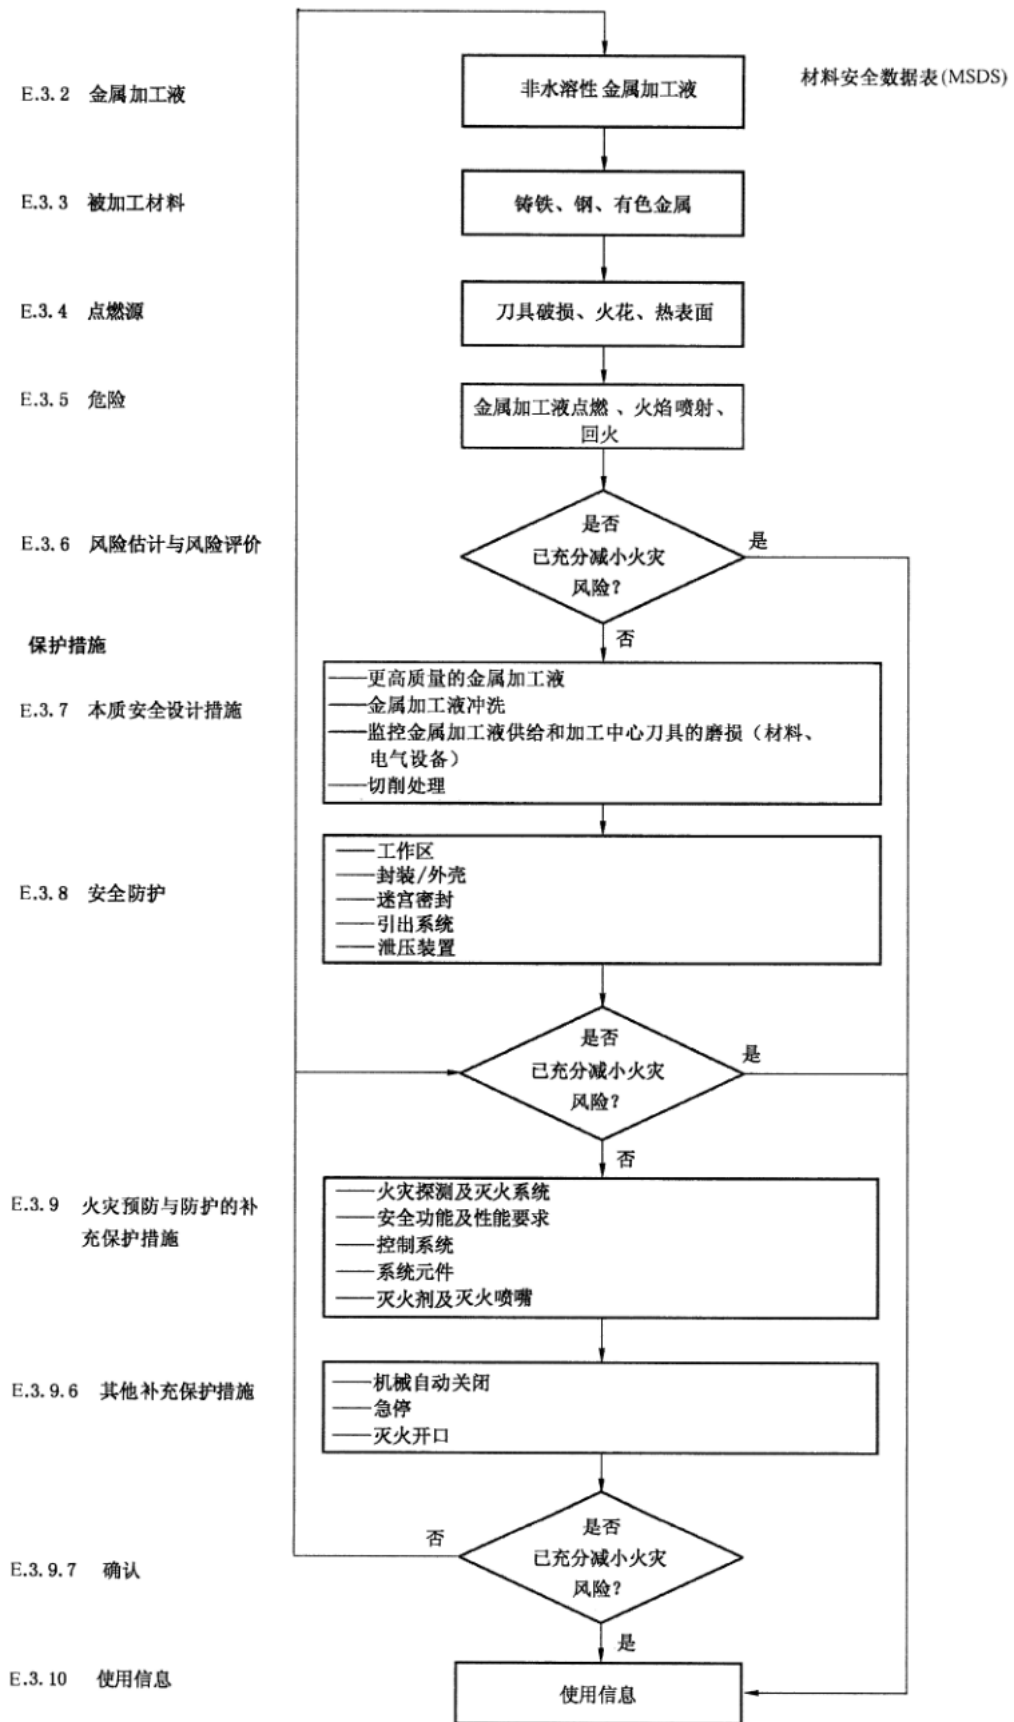 材料安全数据表(MSDS)
E.3.2 金属加工液
非水溶性金属加工液
E.3.3 被加工材料
铸铁、钢、有色金属
E.3.4 点燃源
刀具破损、火花、热表面
E.3.5 危险
金属加工液点燃、火焰喷射、
回火
E.3.6 风险估计与风险评价
是否
已充分减小火灾
风险?
是
否
保护措施
E.3.7 本质安全设计措施
——更高质量的金属加工液
——金属加工液冲洗
——监控金属加工液供给和加工中心刀具的磨损（材料、
电气设备）
——切削处理
E.3.8 安全防护
——工作区
——封装/外壳
——迷宫密封
——引出系统
——泄压装置
是否
已充分减小火灾
风险?
是
否
E.3.9 火灾预防与防护的补
充保护措施
——火灾探测及灭火系统
——安全功能及性能要求
——控制系统
——系统元件
——灭火剂及灭火喷嘴
E.3.9.6 其他补充保护措施
——机械自动关闭
——急停
——灭火开口
E.3.9.7 确认
否
是否
已充分减小火灾
风险?
是
E.3.10 使用信息
使用信息